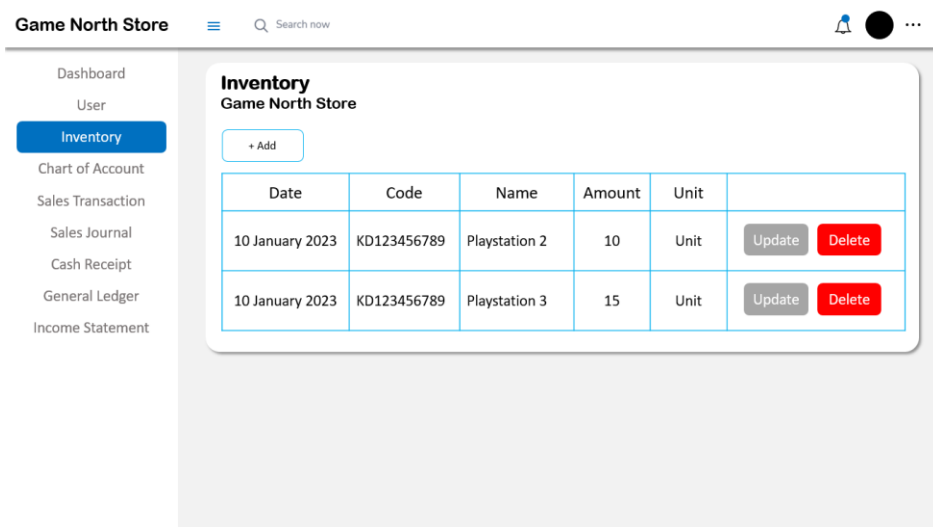 Game North Store
Search now
...
Dashboard
User
Inventory
Chart of Account
Sales Transaction
Sales Journal
Cash Receipt
General Ledger
Income Statement
Inventory
Game North Store
+ Add
Date Code Name Amount Unit
10 January 2023 KD123456789 Playstation 2 10 Unit Update Delete
10 January 2023 KD123456789 Playstation 3 15 Unit Update Delete